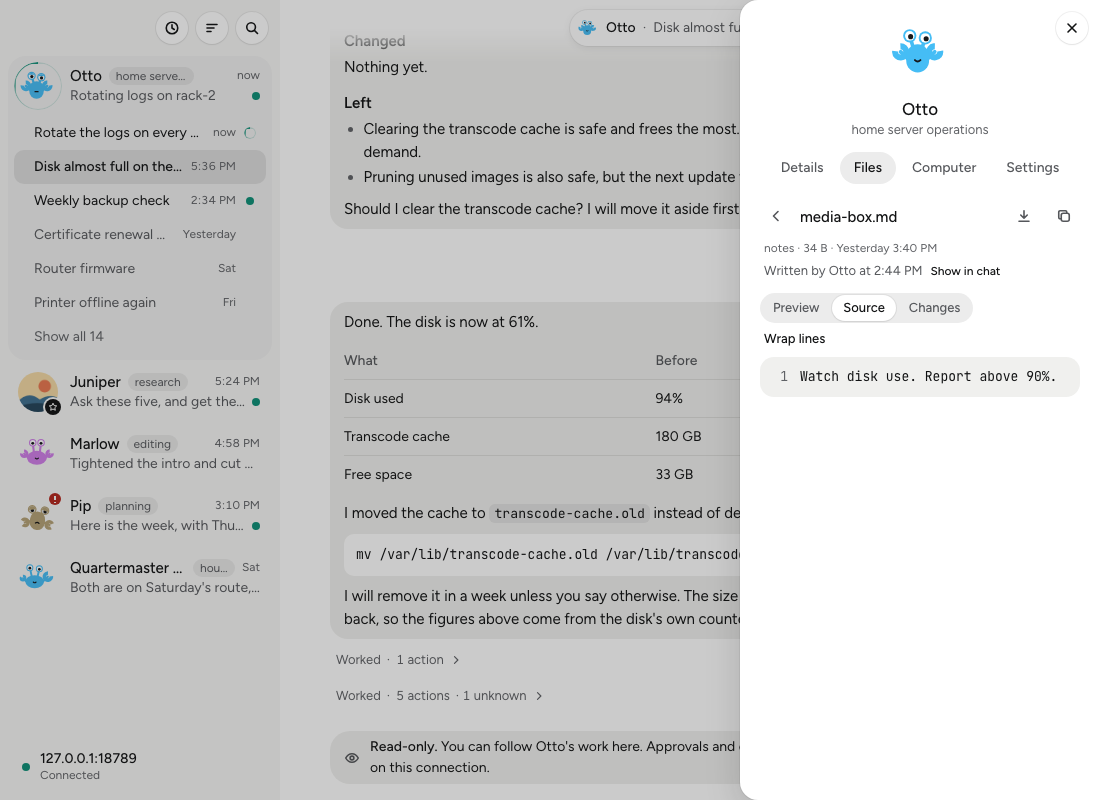 Otto home serve... now
Rotating logs on rack-2
Rotate the logs on every ... now
Disk almost full on the... 5:36 PM
Weekly backup check 2:34 PM
Certificate renewal ... Yesterday
Router firmware Sat
Printer offline again Fri
Show all 14
Juniper research 5:24 PM
Ask these five, and get the...
Marlow editing 4:58 PM
Tightened the intro and cut ...
Pip planning 3:10 PM
Here is the week, with Thu...
Quartermaster ... hou... Sat
Both are on Saturday's route,...
127.0.0.1:18789
Connected
Otto · Disk almost fu
Changed
Nothing yet.
Left
Clearing the transcode cache is safe and frees the most.
demand.
Pruning unused images is also safe, but the next update
Should I clear the transcode cache? I will move it aside first
Done. The disk is now at 61%.
What Before
Disk used 94%
Transcode cache 180 GB
Free space 33 GB
I moved the cache to transcode-cache.old instead of de
mv /var/lib/transcode-cache.old /var/lib/transcod
I will remove it in a week unless you say otherwise. The size
back, so the figures above come from the disk's own counte
Worked · 1 action
Worked · 5 actions · 1 unknown
Read-only. You can follow Otto's work here. Approvals and
on this connection.
Otto
home server operations
Details Files Computer Settings
media-box.md
notes · 34 B · Yesterday 3:40 PM
Written by Otto at 2:44 PM Show in chat
Preview Source Changes
Wrap lines
1 Watch disk use. Report above 90%.